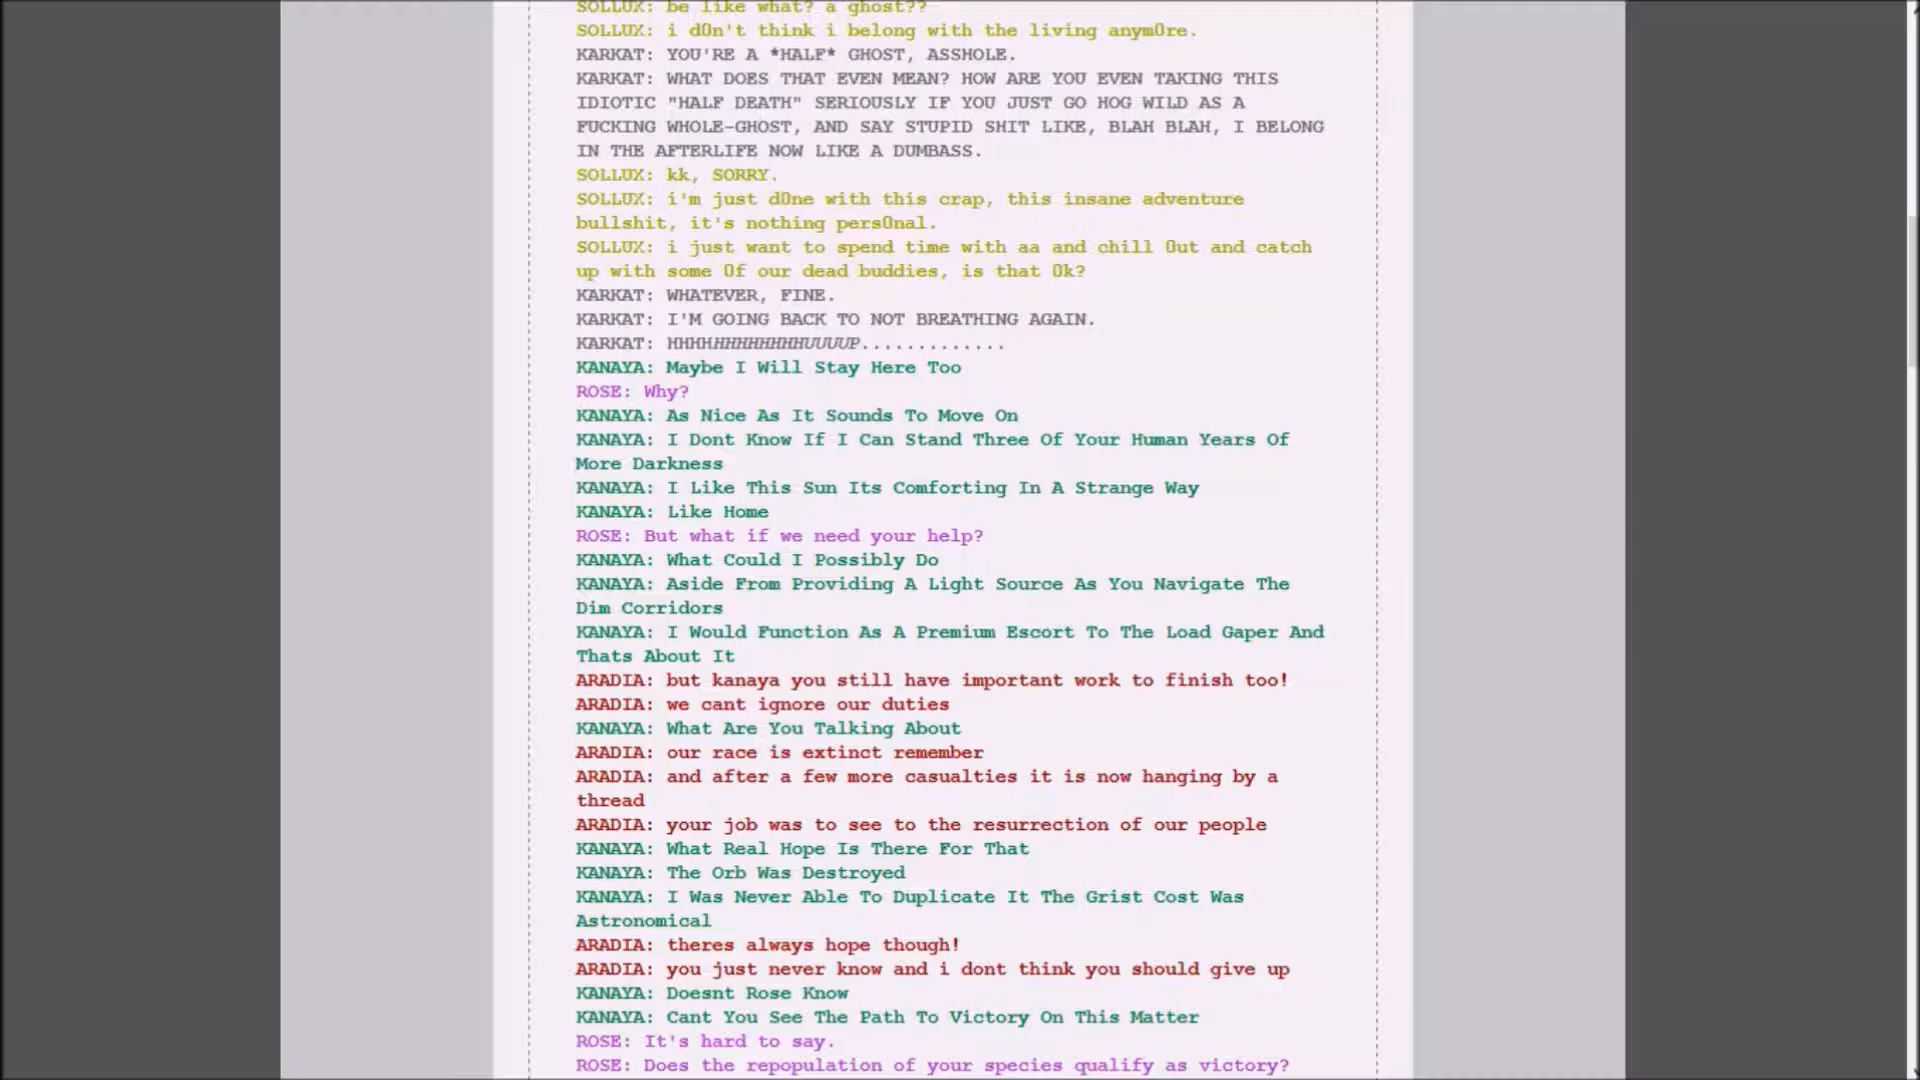 SOLLUX: be like what? a ghost??
SOLLUX: i d0n't think i belong with the living anym0re.
KARKAT: YOU'RE A *HALF* GHOST, ASSHOLE.
KARKAT: WHAT DOES THAT EVEN MEAN? HOW ARE YOU EVEN TAKING THIS
IDIOTIC "HALF DEATH" SERIOUSLY IF YOU JUST GO HOG WILD AS A
FUCKING WHOLE-GHOST, AND SAY STUPID SHIT LIKE, BLAH BLAH, I BELONG
IN THE AFTERLIFE NOW LIKE A DUMBASS.
SOLLUX: kk, SORRY.
SOLLUX: i'm just d0ne with this crap, this insane adventure
bullshit, it's nothing pers0nal.
SOLLUX: i just want to spend time with aa and chill 0ut and catch
up with some 0f our dead buddies, is that 0k?
KARKAT: WHATEVER, FINE.
KARKAT: I'M GOING BACK TO NOT BREATHING AGAIN.
KARKAT: HHHHHHHHHHHHUUUUP.............
KANAYA: Maybe I Will Stay Here Too
ROSE: Why?
KANAYA: As Nice As It Sounds To Move On
KANAYA: I Dont Know If I Can Stand Three Of Your Human Years Of
More Darkness
KANAYA: I Like This Sun Its Comforting In A Strange Way
KANAYA: Like Home
ROSE: But what if we need your help?
KANAYA: What Could I Possibly Do
KANAYA: Aside From Providing A Light Source As You Navigate The
Dim Corridors
KANAYA: I Would Function As A Premium Escort To The Load Gaper And
Thats About It
ARADIA: but kanaya you still have important work to finish too!
ARADIA: we cant ignore our duties
KANAYA: What Are You Talking About
ARADIA: our race is extinct remember
ARADIA: and after a few more casualties it is now hanging by a
thread
ARADIA: your job was to see to the resurrection of our people
KANAYA: What Real Hope Is There For That
KANAYA: The Orb Was Destroyed
KANAYA: I Was Never Able To Duplicate It The Grist Cost Was
Astronomical
ARADIA: theres always hope though!
ARADIA: you just never know and i dont think you should give up
KANAYA: Doesnt Rose Know
KANAYA: Cant You See The Path To Victory On This Matter
ROSE: It's hard to say.
ROSE: Does the repopulation of your species qualify as victory?